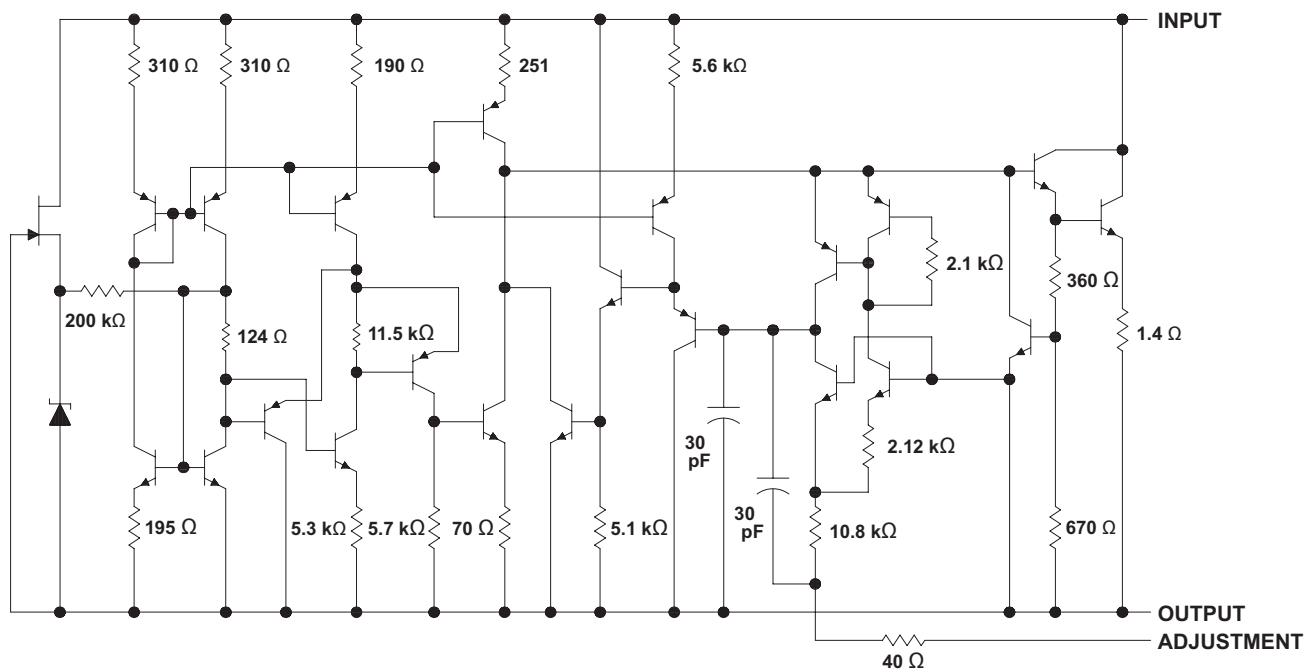 INPUT
310 Ω
310 Ω
190 Ω
251
5.6 kΩ
2.1 kΩ
360 Ω
200 kΩ
124 Ω
11.5 kΩ
1.4 Ω
30
pF
2.12 kΩ
195 Ω
5.3 kΩ
5.7 kΩ
70 Ω
5.1 kΩ
30
pF
10.8 kΩ
670 Ω
OUTPUT
ADJUSTMENT
40 Ω